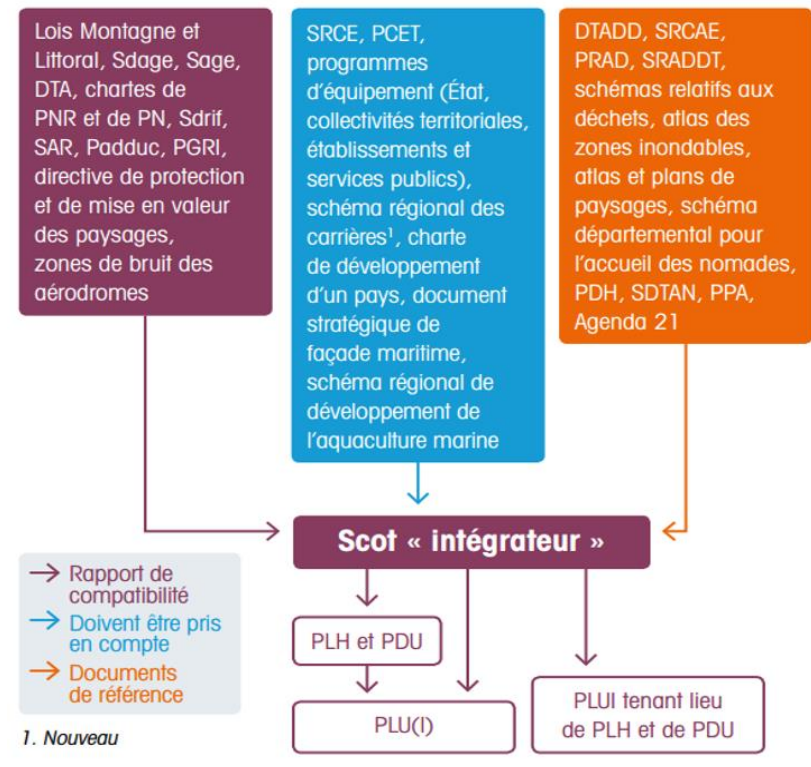 Lois Montagne et
Littoral, Sdage, Sage,
DTA, chartes de
PNR et de PN, Sdrif,
SAR, Padduc, PGRI,
directive de protection
et de mise en valeur
des paysages,
zones de bruit des
aérodromes
SRCE, PCET,
programmes
d'équipement (État,
collectivités territoriales,
établissements et
services publics),
schéma régional des
carrières¹, charte
de développement
d'un pays, document
stratégique de
façade maritime,
schéma régional de
développement de
l'aquaculture marine
DTADD, SRCAE,
PRAD, SRADDT,
schémas relatifs aux
déchets, atlas des
zones inondables,
atlas et plans de
paysages, schéma
départemental pour
l'accueil des nomades,
PDH, SDTAN, PPA,
Agenda 21
Scot « intégrateur »
Rapport de
compatibilité
Doivent être pris
en compte
Documents
de référence
1. Nouveau
PLH et PDU
PLU(I)
PLUI tenant lieu
de PLH et de PDU